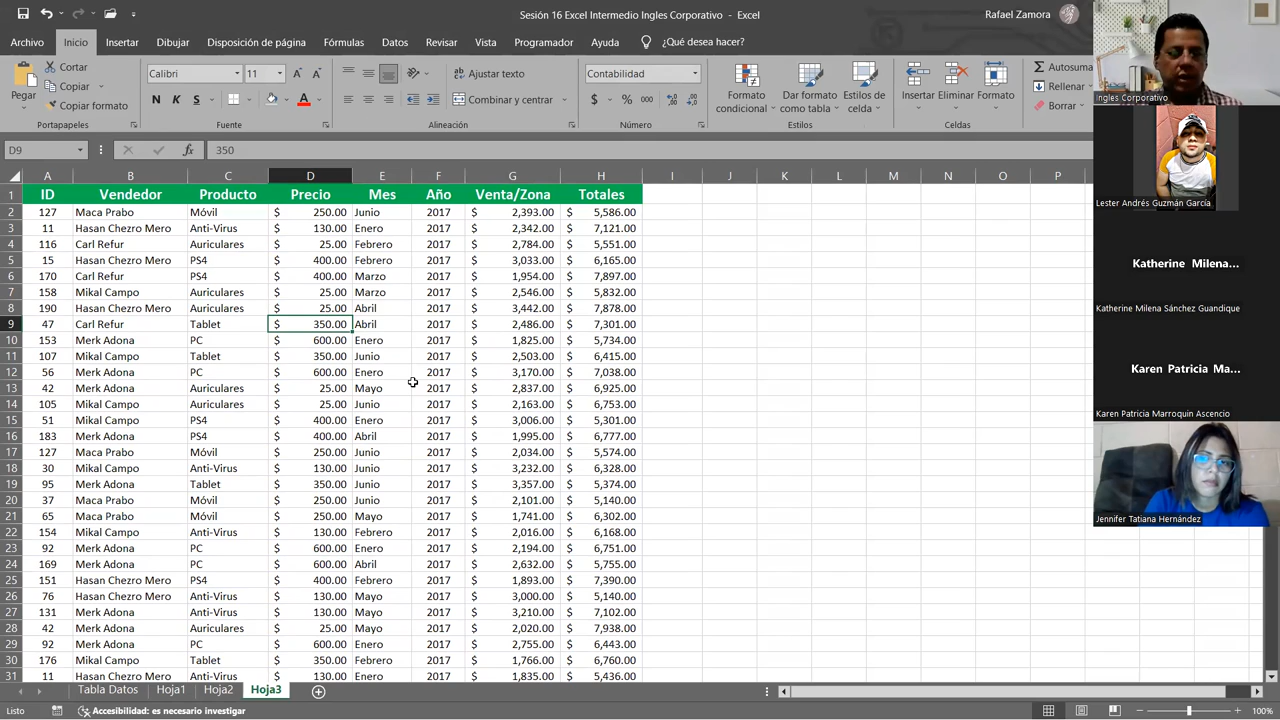 Sesión 16 Excel Intermedio Ingles Corporativo - Excel
Rafael Zamora
Archivo Inicio Insertar Dibujar Disposición de página Fórmulas Datos Revisar Vista Programador Ayuda ¿Qué desea hacer?
Pegar
Cortar
Copiar
Copiar formato
Portapapeles
Calibri 11
N K S
Fuente
Ajustar texto
Combinar y centrar
Alineación
Contabilidad
$ % 000
Número
Formato condicional
Dar formato como tabla
Estilos de celda
Estilos
Insertar Eliminar Formato
Celdas
Autosuma
Rellenar
Borrar
D9 fx 350
A B C D E F G H I J K L M N O P
1 ID Vendedor Producto Precio Mes Año Venta/Zona Totales
2 127 Maca Prabo Móvil $ 250.00 Junio 2017 $ 2,393.00 $ 5,586.00
3 11 Hasan Chezro Mero Anti-Virus $ 130.00 Enero 2017 $ 2,342.00 $ 7,121.00
4 116 Carl Refur Auriculares $ 25.00 Febrero 2017 $ 2,784.00 $ 5,551.00
5 15 Hasan Chezro Mero PS4 $ 400.00 Febrero 2017 $ 3,033.00 $ 6,165.00
6 170 Carl Refur PS4 $ 400.00 Marzo 2017 $ 1,954.00 $ 7,897.00
7 158 Mikal Campo Auriculares $ 25.00 Marzo 2017 $ 2,546.00 $ 5,832.00
8 190 Hasan Chezro Mero Auriculares $ 25.00 Abril 2017 $ 3,442.00 $ 7,878.00
9 47 Carl Refur Tablet $ 350.00 Abril 2017 $ 2,486.00 $ 7,301.00
10 153 Merk Adona PC $ 600.00 Enero 2017 $ 1,825.00 $ 5,734.00
11 107 Mikal Campo Tablet $ 350.00 Junio 2017 $ 2,503.00 $ 6,415.00
12 56 Merk Adona PC $ 600.00 Enero 2017 $ 3,170.00 $ 7,038.00
13 42 Merk Adona Auriculares $ 25.00 Mayo 2017 $ 2,837.00 $ 6,925.00
14 105 Mikal Campo Auriculares $ 25.00 Junio 2017 $ 2,163.00 $ 6,753.00
15 51 Mikal Campo PS4 $ 400.00 Enero 2017 $ 3,006.00 $ 5,301.00
16 183 Merk Adona PS4 $ 400.00 Abril 2017 $ 1,995.00 $ 6,777.00
17 127 Maca Prabo Móvil $ 250.00 Junio 2017 $ 2,034.00 $ 5,574.00
18 30 Mikal Campo Anti-Virus $ 130.00 Junio 2017 $ 3,232.00 $ 6,328.00
19 95 Merk Adona Tablet $ 350.00 Junio 2017 $ 3,357.00 $ 5,374.00
20 37 Maca Prabo Móvil $ 250.00 Junio 2017 $ 2,101.00 $ 5,140.00
21 65 Maca Prabo Móvil $ 250.00 Mayo 2017 $ 1,741.00 $ 6,302.00
22 154 Mikal Campo Anti-Virus $ 130.00 Febrero 2017 $ 2,016.00 $ 6,168.00
23 92 Merk Adona PC $ 600.00 Enero 2017 $ 2,194.00 $ 6,751.00
24 169 Merk Adona PC $ 600.00 Abril 2017 $ 2,632.00 $ 5,755.00
25 151 Hasan Chezro Mero PS4 $ 400.00 Febrero 2017 $ 1,893.00 $ 7,390.00
26 76 Hasan Chezro Mero Anti-Virus $ 130.00 Mayo 2017 $ 3,000.00 $ 5,140.00
27 131 Merk Adona Anti-Virus $ 130.00 Mayo 2017 $ 3,210.00 $ 7,102.00
28 42 Merk Adona Auriculares $ 25.00 Mayo 2017 $ 2,020.00 $ 7,938.00
29 92 Merk Adona PC $ 600.00 Enero 2017 $ 2,755.00 $ 6,443.00
30 176 Mikal Campo Tablet $ 350.00 Febrero 2017 $ 1,766.00 $ 6,760.00
31 11 Hasan Chezro Mero Anti-Virus $ 130.00 Enero 2017 $ 1,835.00 $ 5,436.00
Tabla Datos Hoja1 Hoja2 Hoja3
Listo Accesibilidad: es necesario investigar 100%
Ingles Corporativo
Lester Andrés Guzmán García
Katherine Milena...
Katherine Milena Sánchez Guandique
Karen Patricia Ma...
Karen Patricia Marroquin Ascencio
Jennifer Tatiana Hernández